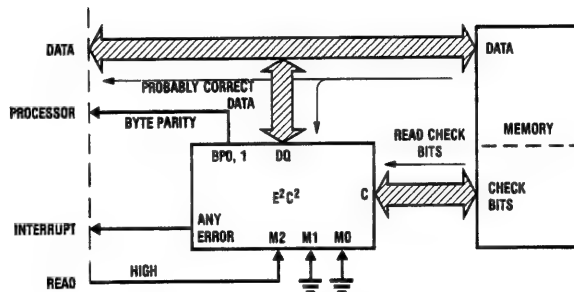 DATA
DATA
PROBABLY CORRECT
DATA
PROCESSOR
BYTE PARITY
READ CHECK
BITS
MEMORY
BP0, 1
DQ
E²C²
C
CHECK
BITS
INTERRUPT
ANY
ERROR
M2
M1
M0
READ
HIGH